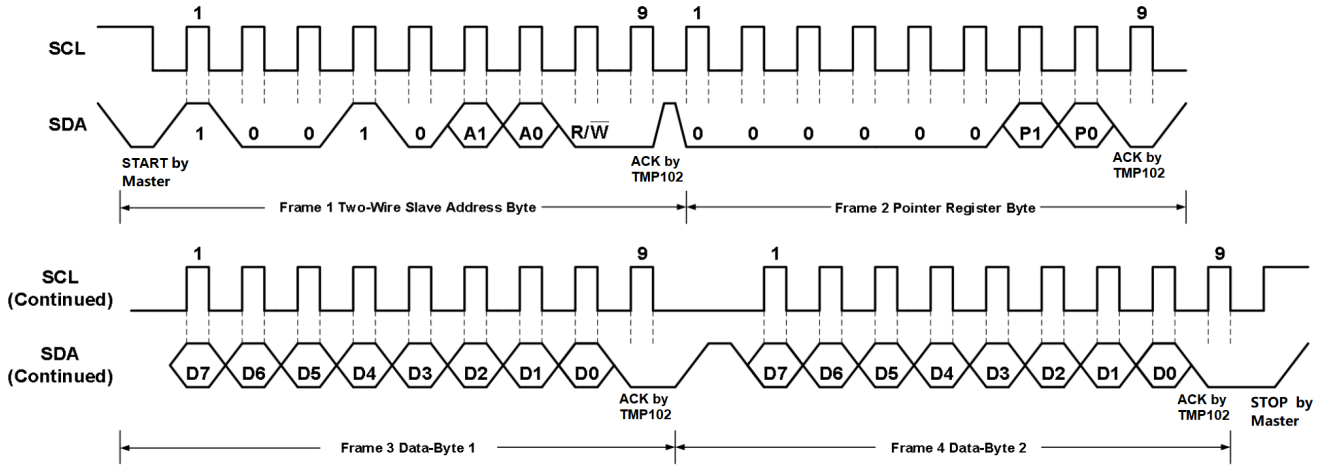 1 9 1 9
SCL
SDA
1 0 0 1 0 A1 A0 R/W̅ 0 0 0 0 0 0 P1 P0
START by
Master
ACK by
TMP102
ACK by
TMP102
Frame 1 Two-Wire Slave Address Byte
Frame 2 Pointer Register Byte
1 9 1 9
SCL
(Continued)
SDA
(Continued)
D7 D6 D5 D4 D3 D2 D1 D0 D7 D6 D5 D4 D3 D2 D1 D0
ACK by
TMP102
ACK by
TMP102
STOP by
Master
Frame 3 Data-Byte 1
Frame 4 Data-Byte 2